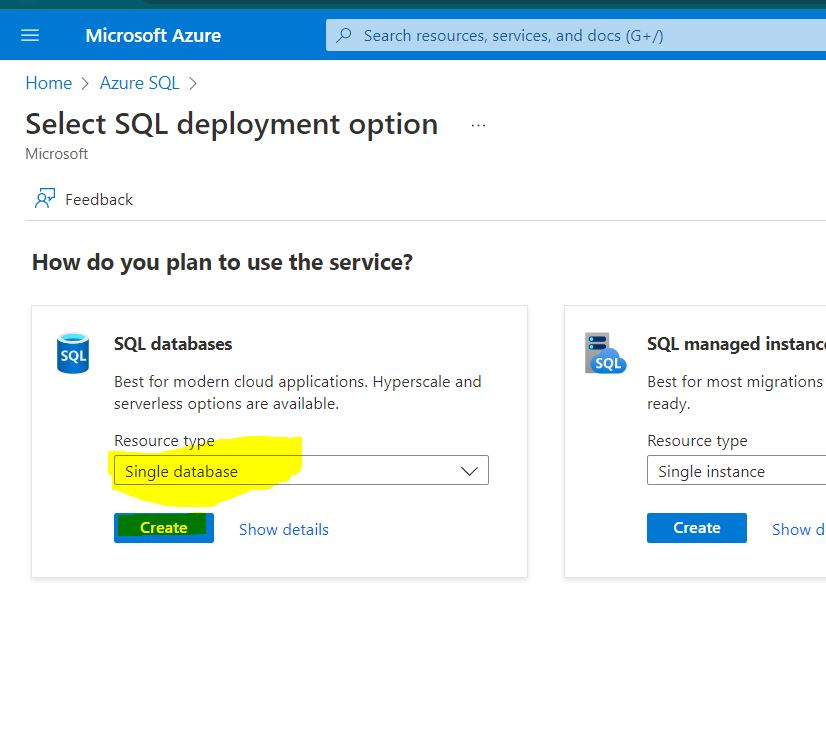 Microsoft Azure
Search resources, services, and docs (G+/)
Home > Azure SQL >
Select SQL deployment option ...
Microsoft
Feedback
How do you plan to use the service?
SQL
SQL databases
Best for modern cloud applications. Hyperscale and
serverless options are available.
Resource type
Single database
Create Show details
SQL
SQL managed instanc
Best for most migrations
ready.
Resource type
Single instance
Create Show d